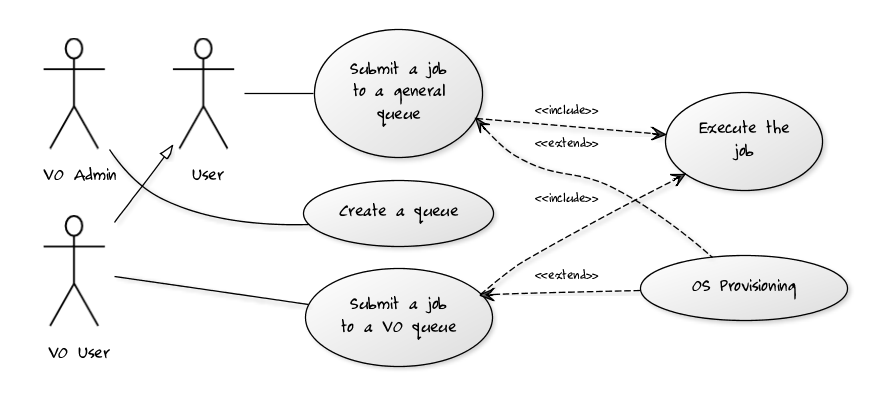 Submit a job
to a general
queue
<<include>>
Execute the
job
<<extend>>
VO Admin
User
<<include>>
Create a queue
<<extend>>
OS Provisioning
Submit a job
to a VO queue
VO User